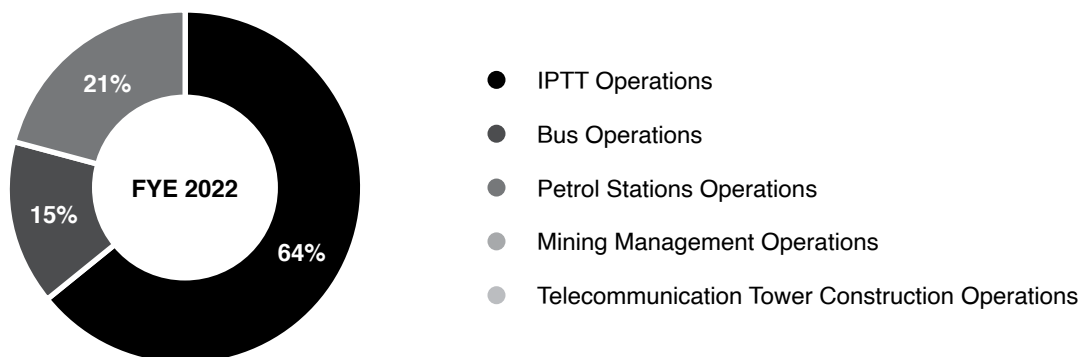 21%
15%
FYE 2022
64%
IPTT Operations
Bus Operations
Petrol Stations Operations
Mining Management Operations
Telecommunication Tower Construction Operations